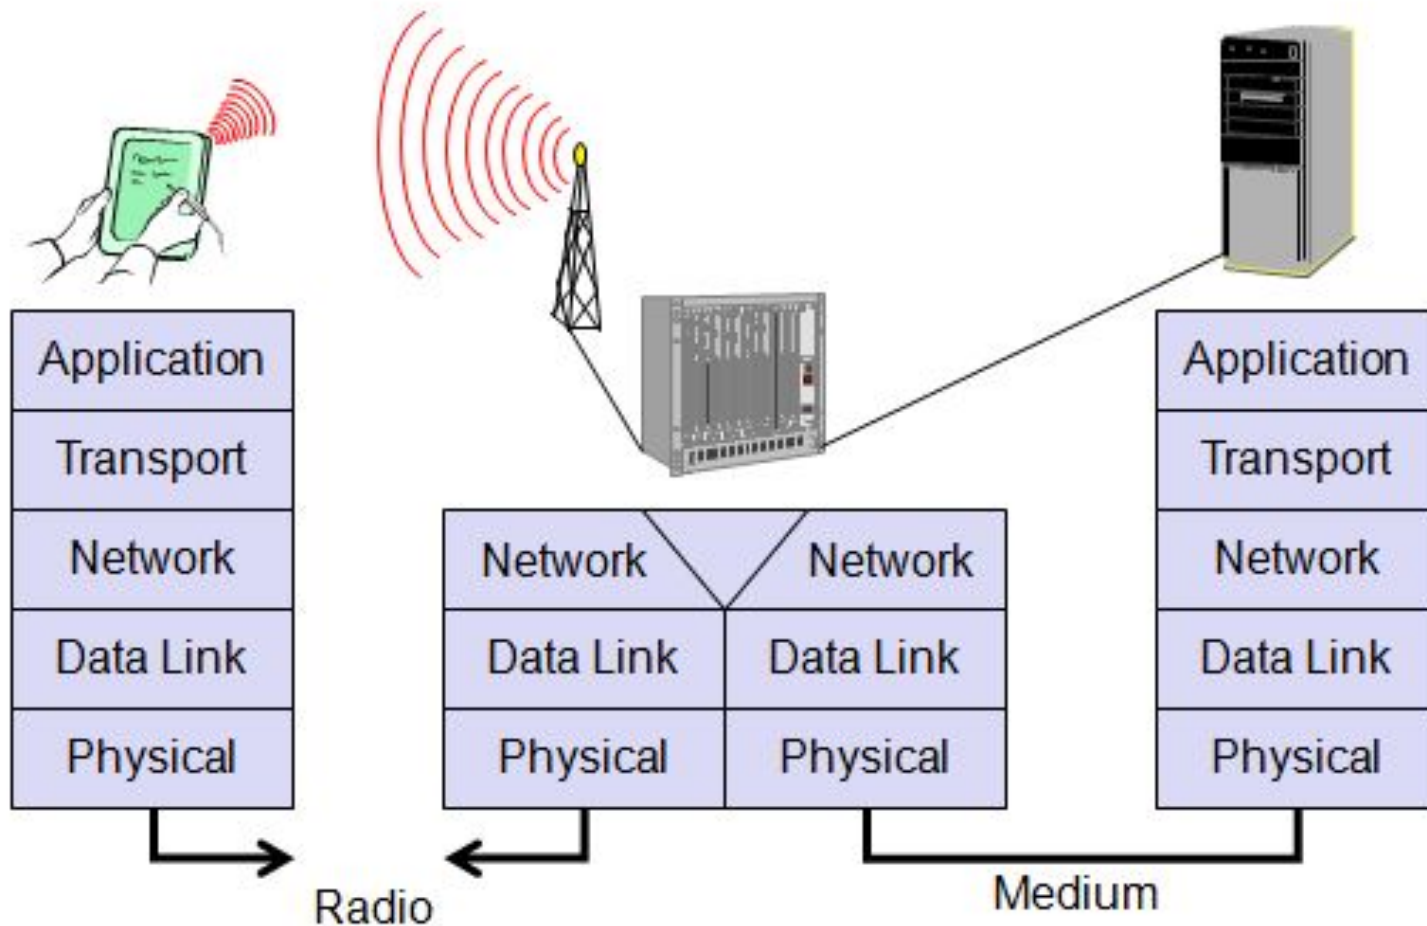 Application
Transport
Network
Data Link
Physical
Network
Network
Data Link
Data Link
Physical
Physical
Application
Transport
Network
Data Link
Physical
Radio
Medium